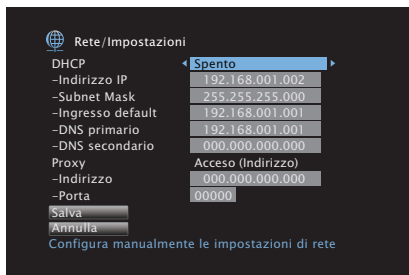 Rete/Impostazioni
DHCP Spento
–Indirizzo IP 192.168.001.002
–Subnet Mask 255.255.255.000
–Ingresso default 192.168.001.001
–DNS primario 192.168.001.001
–DNS secondario 000.000.000.000
Proxy Acceso (Indirizzo)
–Indirizzo 000.000.000.000
–Porta 00000
Salva
Annulla
Configura manualmente le impostazioni di rete